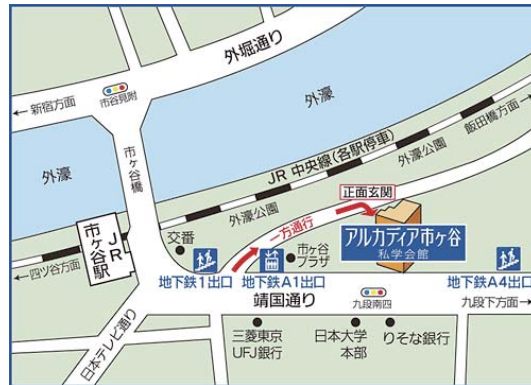 外堀通り
←新宿方面
市谷見附
外濠
飯田橋方面→
外濠
市ヶ谷橋
JR 中央線(各駅停車)
外濠公園
外濠
正面玄関
外濠公園
一方通行
アルカディア市ヶ谷
私学会館
交番
市ヶ谷
プラザ
JR
市ヶ谷駅
←四ツ谷方面
地下鉄1出口
地下鉄A1出口
地下鉄A4出口
靖国通り
九段南四
九段下方面→
日本テレビ通り
三菱東京
UFJ銀行
日本大学
本部
りそな銀行